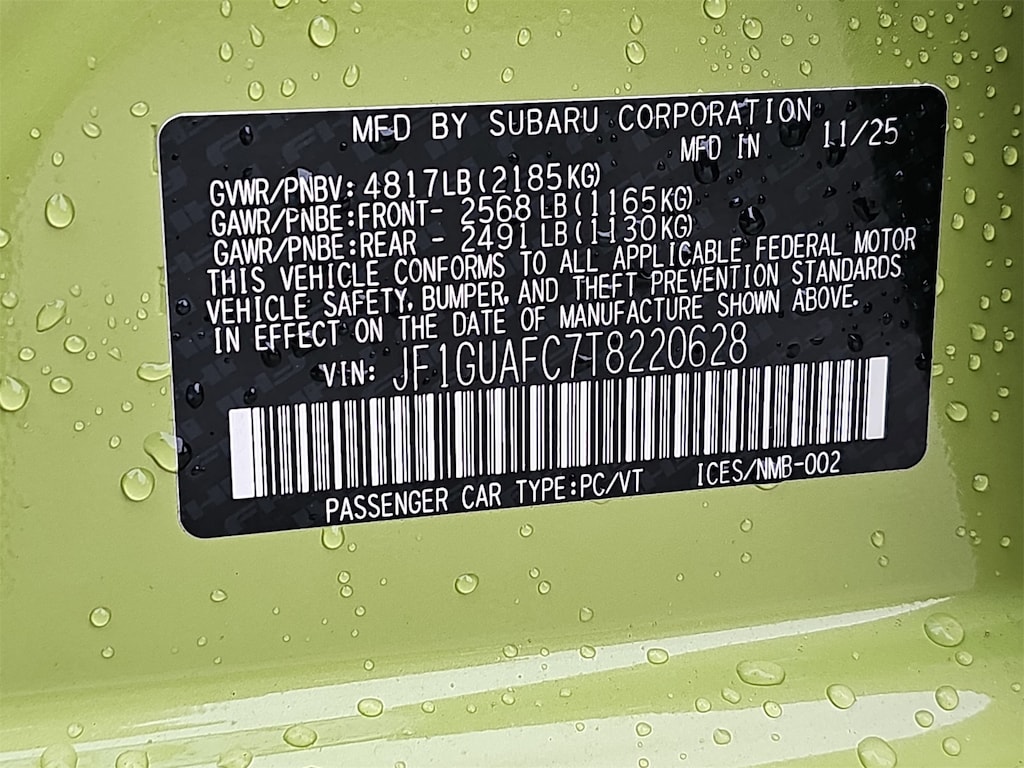 MFD BY SUBARU CORPORATION
MFD IN 11/25
GVWR/PNBV: 4817LB(2185KG)
GAWR/PNBE:FRONT- 2568 LB(1165KG)
GAWR/PNBE:REAR - 2491 LB(1130KG)
THIS VEHICLE CONFORMS TO ALL APPLICABLE FEDERAL MOTOR
VEHICLE SAFETY, BUMPER, AND THEFT PREVENTION STANDARDS
IN EFFECT ON THE DATE OF MANUFACTURE SHOWN ABOVE.
VIN: JF1GUAFC7T8220628
PASSENGER CAR TYPE:PC/VT ICES/NMB-002